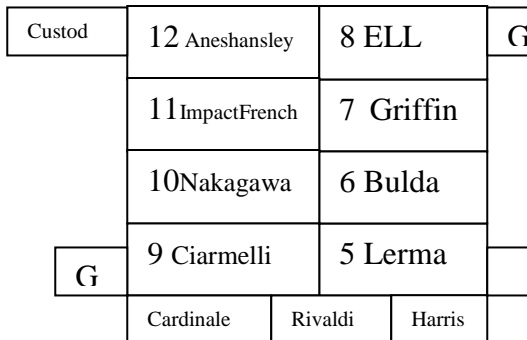 Custod
12 Aneshansley
8 ELL
G
11ImpactFrench
7 Griffin
10Nakagawa
6 Bulda
G
9 Ciarmelli
5 Lerma
Cardinale
Rivaldi
Harris